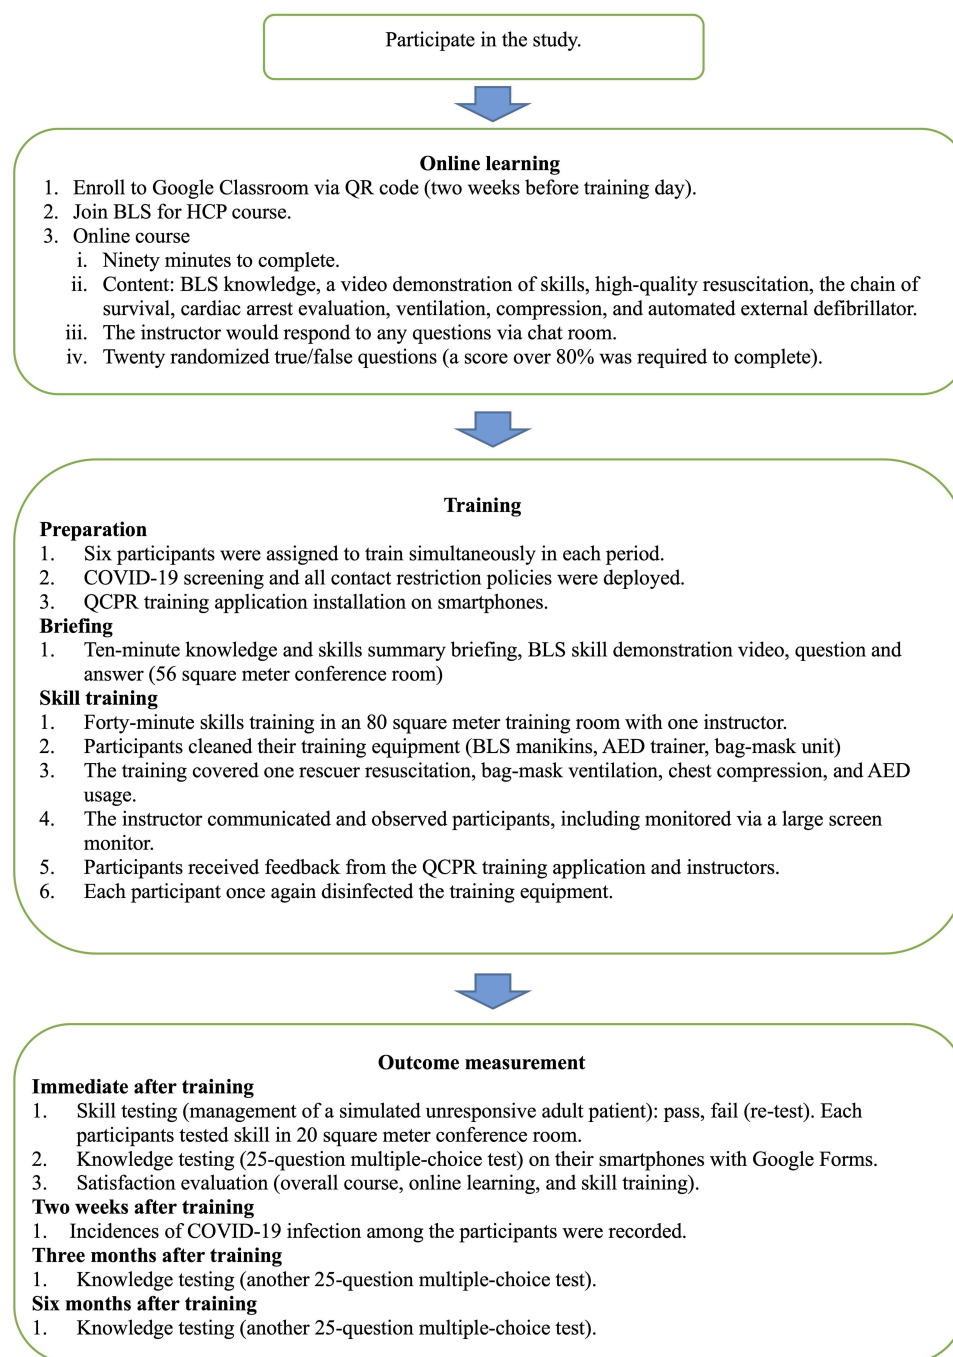 Participate in the study.
Online learning
1. Enroll to Google Classroom via QR code (two weeks before training day).
2. Join BLS for HCP course.
3. Online course
i. Ninety minutes to complete.
ii. Content: BLS knowledge, a video demonstration of skills, high-quality resuscitation, the chain of
survival, cardiac arrest evaluation, ventilation, compression, and automated external defibrillator.
iii. The instructor would respond to any questions via chat room.
iv. Twenty randomized true/false questions (a score over 80% was required to complete).
Training
Preparation
1. Six participants were assigned to train simultaneously in each period.
2. COVID-19 screening and all contact restriction policies were deployed.
3. QCPR training application installation on smartphones.
Briefing
1. Ten-minute knowledge and skills summary briefing, BLS skill demonstration video, question and
answer (56 square meter conference room)
Skill training
1. Forty-minute skills training in an 80 square meter training room with one instructor.
2. Participants cleaned their training equipment (BLS manikins, AED trainer, bag-mask unit)
3. The training covered one rescuer resuscitation, bag-mask ventilation, chest compression, and AED
usage.
4. The instructor communicated and observed participants, including monitored via a large screen
monitor.
5. Participants received feedback from the QCPR training application and instructors.
6. Each participant once again disinfected the training equipment.
Outcome measurement
Immediate after training
1. Skill testing (management of a simulated unresponsive adult patient): pass, fail (re-test). Each
participants tested skill in 20 square meter conference room.
2. Knowledge testing (25-question multiple-choice test) on their smartphones with Google Forms.
3. Satisfaction evaluation (overall course, online learning, and skill training).
Two weeks after training
1. Incidences of COVID-19 infection among the participants were recorded.
Three months after training
1. Knowledge testing (another 25-question multiple-choice test).
Six months after training
1. Knowledge testing (another 25-question multiple-choice test).